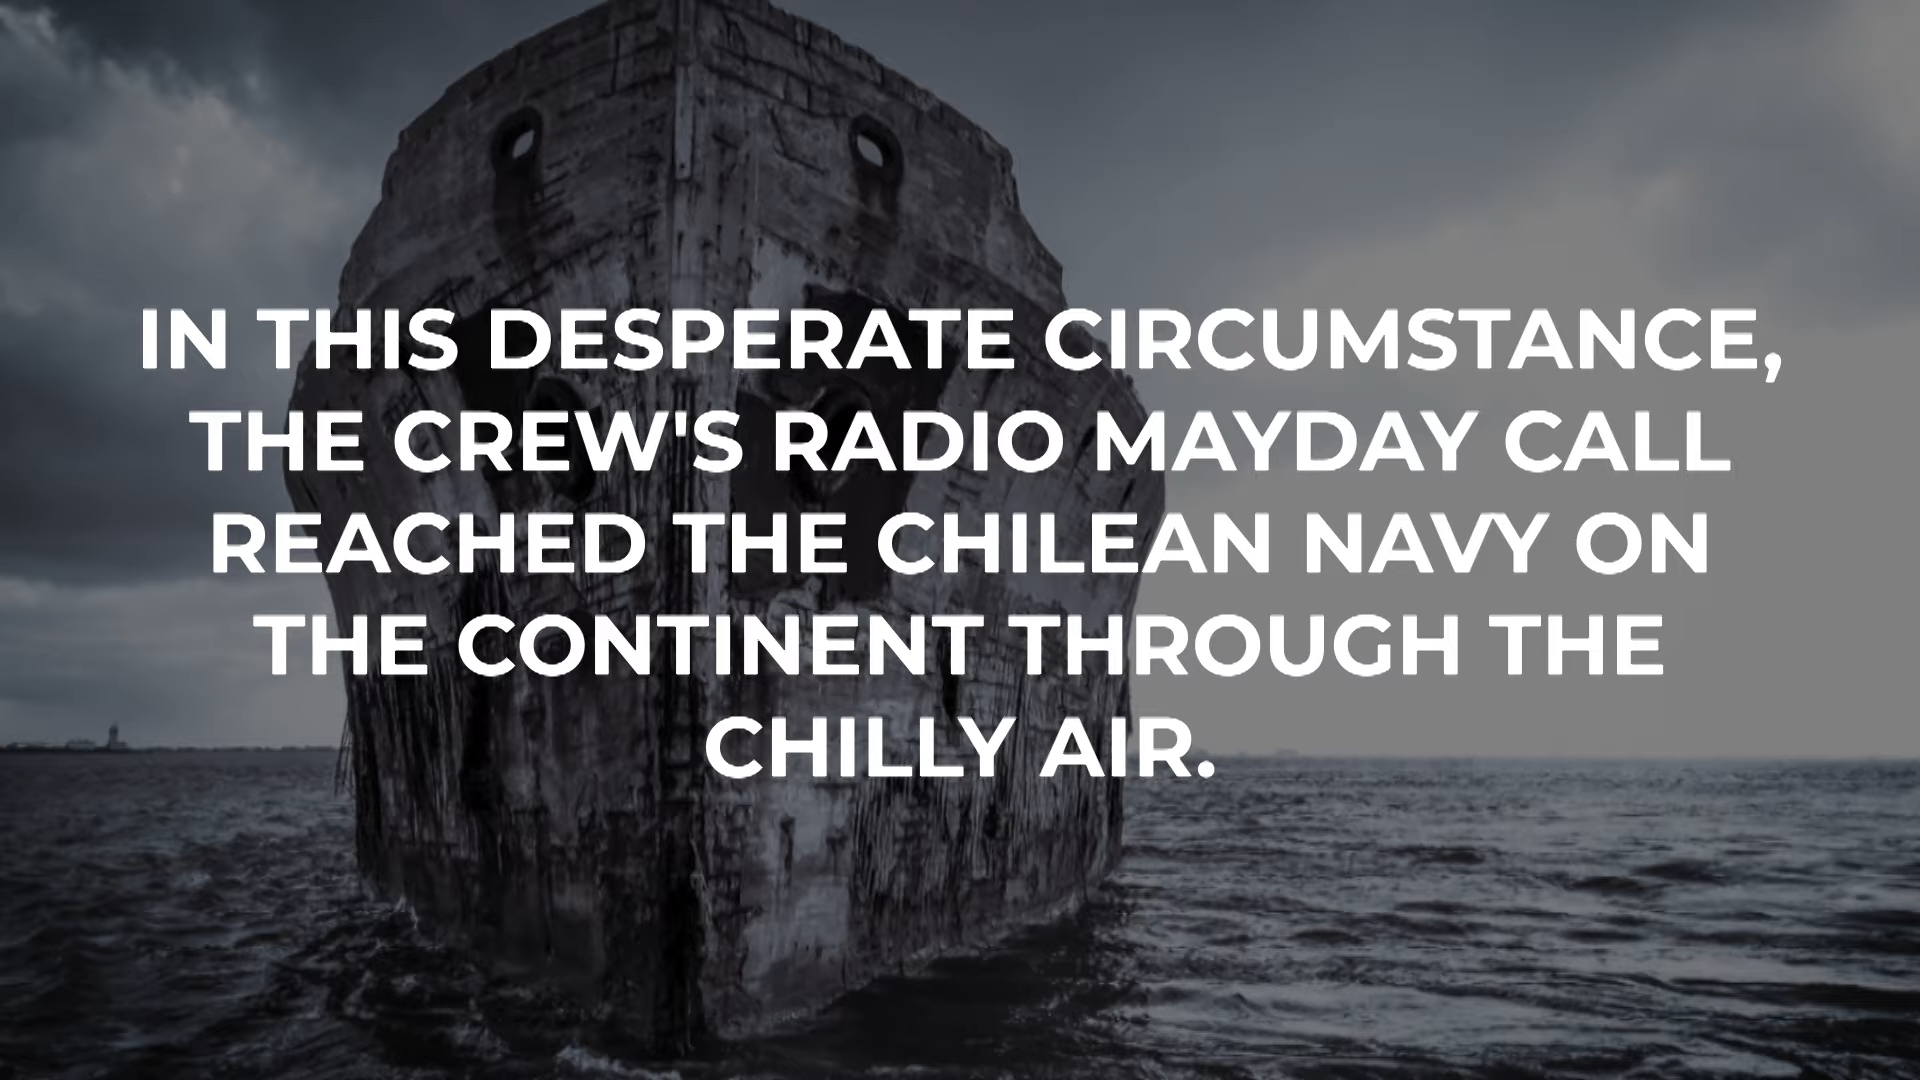 IN THIS DESPERATE CIRCUMSTANCE,
THE CREW'S RADIO MAYDAY CALL
REACHED THE CHILEAN NAVY ON
THE CONTINENT THROUGH THE
CHILLY AIR.